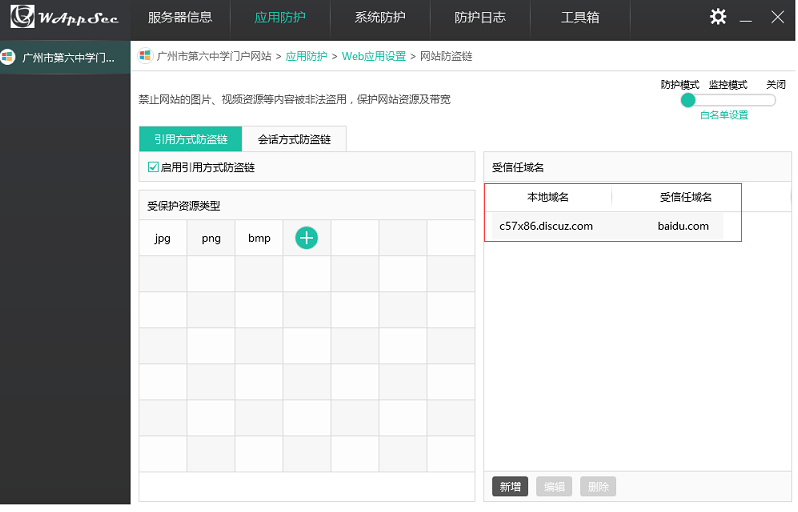 WAppSec 服务器信息 应用防护 系统防护 防护日志 工具箱
广州市第六中学门...
广州市第六中学门户网站 > 应用防护 > Web应用设置 > 网站防盗链
防护模式 监控模式 关闭
禁止网站的图片、视频资源等内容被非法盗用，保护网站资源及带宽
白名单设置
引用方式防盗链 会话方式防盗链
启用引用方式防盗链
受信任域名
受保护资源类型
本地域名 受信任域名
jpg png bmp
c57x86.discuz.com baidu.com
新增 编辑 删除